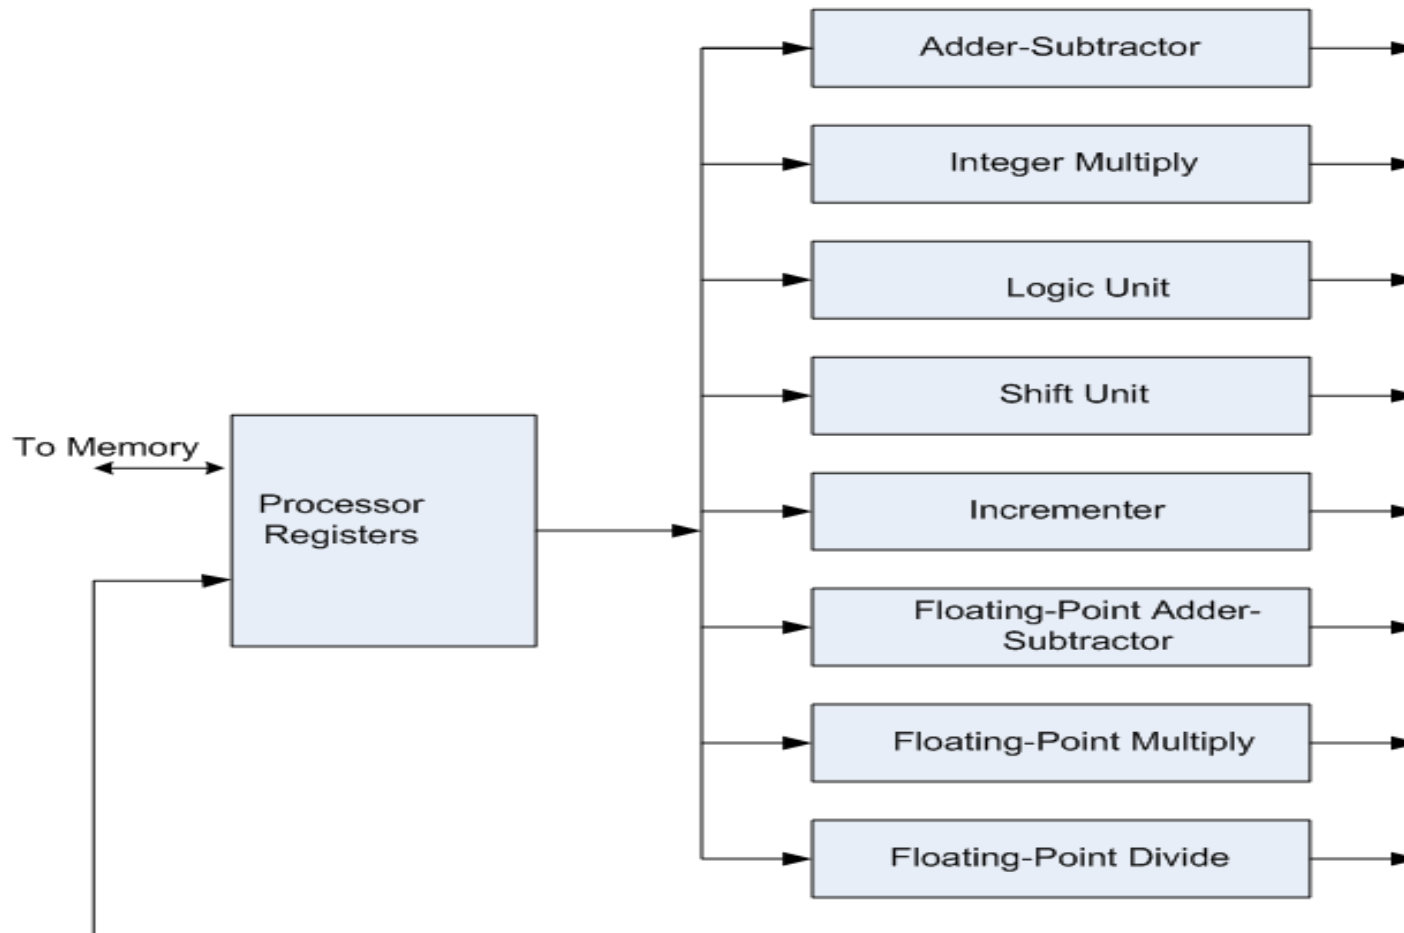 Adder-Subtractor
Integer Multiply
Logic Unit
Shift Unit
To Memory
Processor
Registers
Incrementer
Floating-Point Adder-
Subtractor
Floating-Point Multiply
Floating-Point Divide